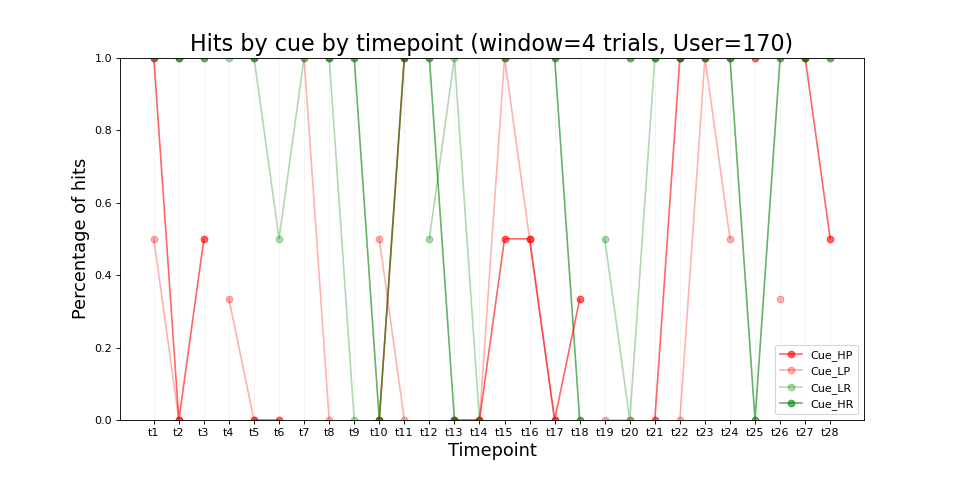 Hits by cue by timepoint (window=4 trials, User=170)
1.0
0.8
0.6
0.4
0.2
0.0
Percentage of hits
t1 t2 t3 t4 t5 t6 t7 t8 t9 t10 t11 t12 t13 t14 t15 t16 t17 t18 t19 t20 t21 t22 t23 t24 t25 t26 t27 t28
Timepoint
Cue_HP
Cue_LP
Cue_LR
Cue_HR